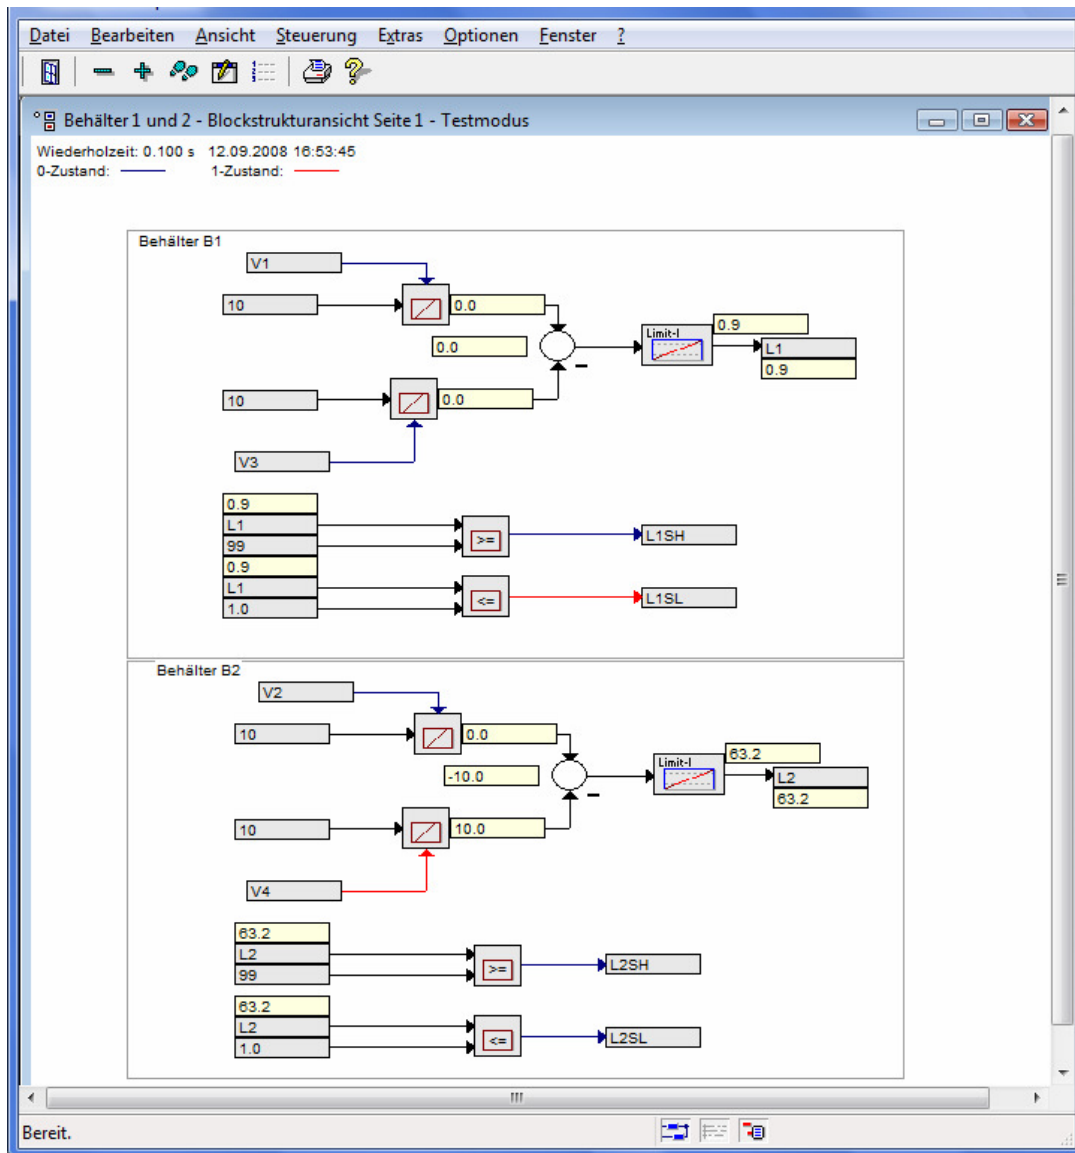 Datei Bearbeiten Ansicht Steuerung Extras Optionen Fenster ?
Behälter 1 und 2 - Blockstrukturansicht Seite 1 - Testmodus
Wiederholzeit: 0.100 s 12.09.2008 16:53:45
0-Zustand: 1-Zustand:
Behälter B1
V1
10
0.0
0.0
Limit-I
0.9
L1
0.9
10
0.0
V3
0.9
L1
99
>=
L1SH
0.9
L1
1.0
<=
L1SL
Behälter B2
V2
10
0.0
-10.0
Limit-I
63.2
L2
63.2
10
10.0
V4
63.2
L2
99
>=
L2SH
63.2
L2
1.0
<=
L2SL
Bereit.